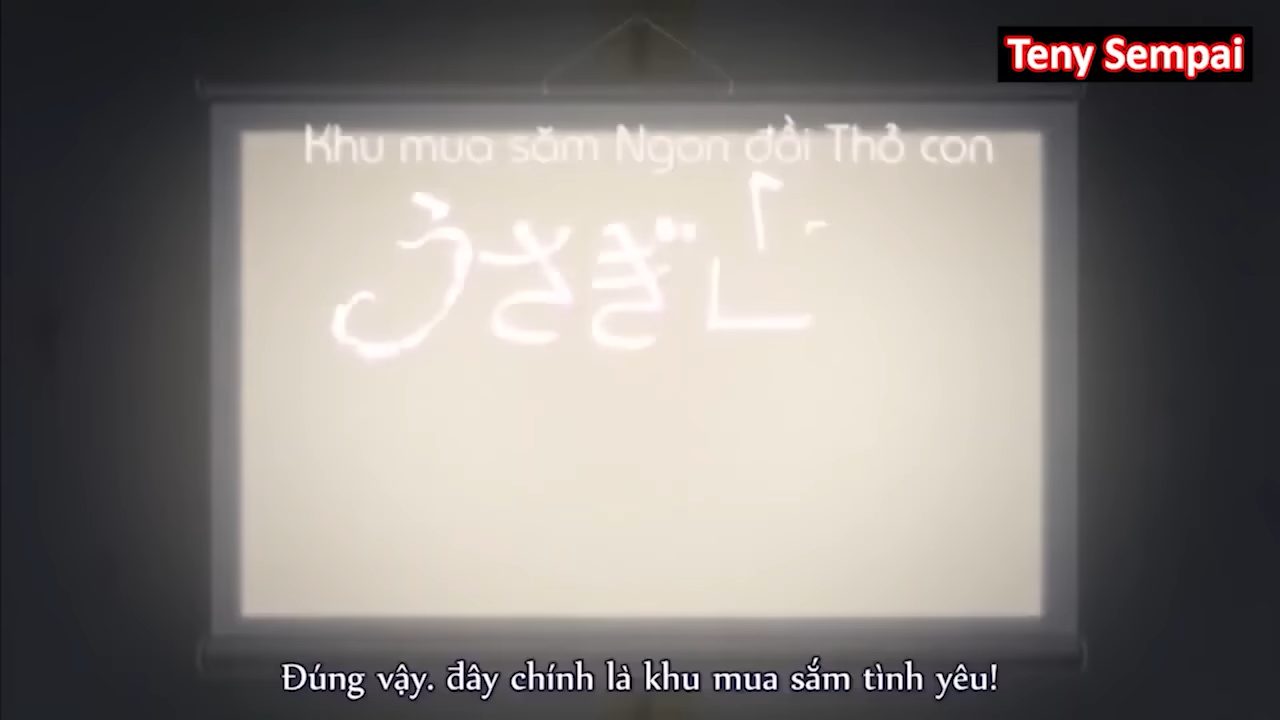 Teny Sempai
Khu mua sắm Ngọn đồi Thỏ con
うさぎ
Đúng vậy. đây chính là khu mua sắm tình yêu!